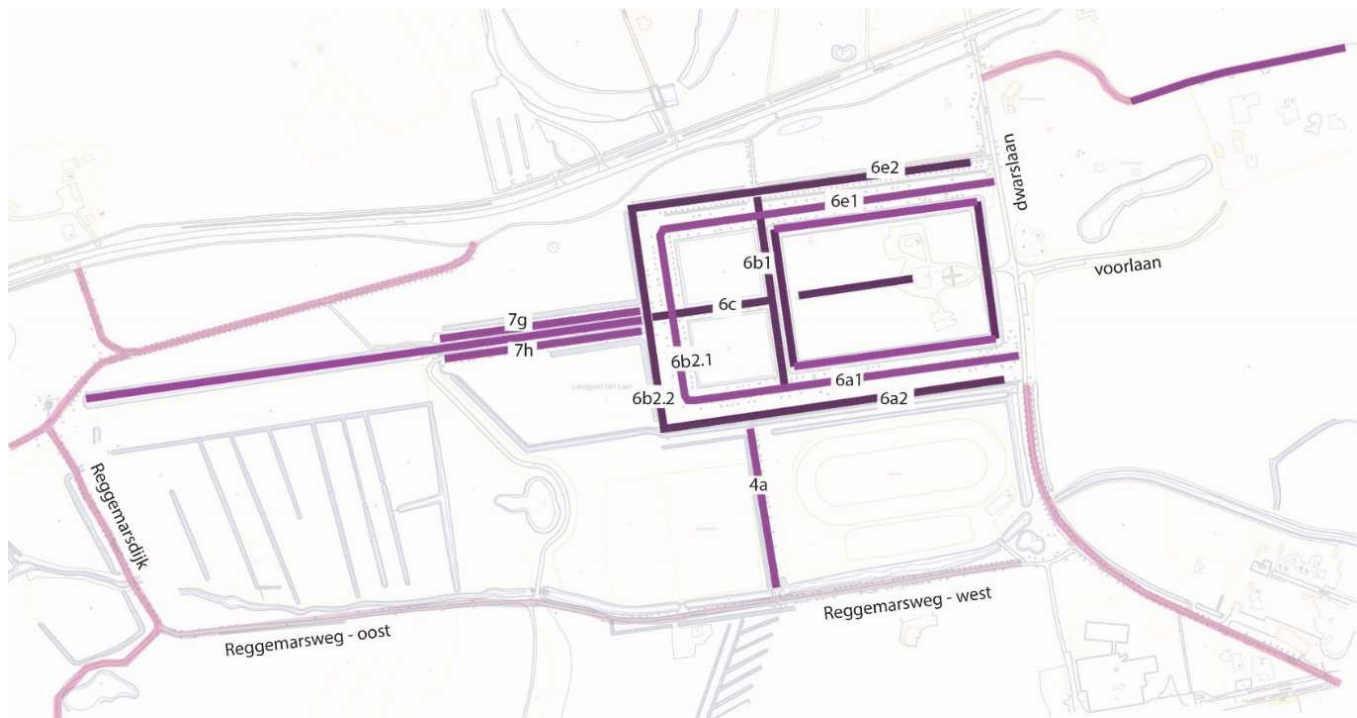 6e2
dwarslaan
6e1
6b1
voorlaan
6c
7g
7h
6b2.1
6a1
6b2.2
6a2
Reggemarsdijk
4a
Reggemarsweg - west
Reggemarsweg - oost